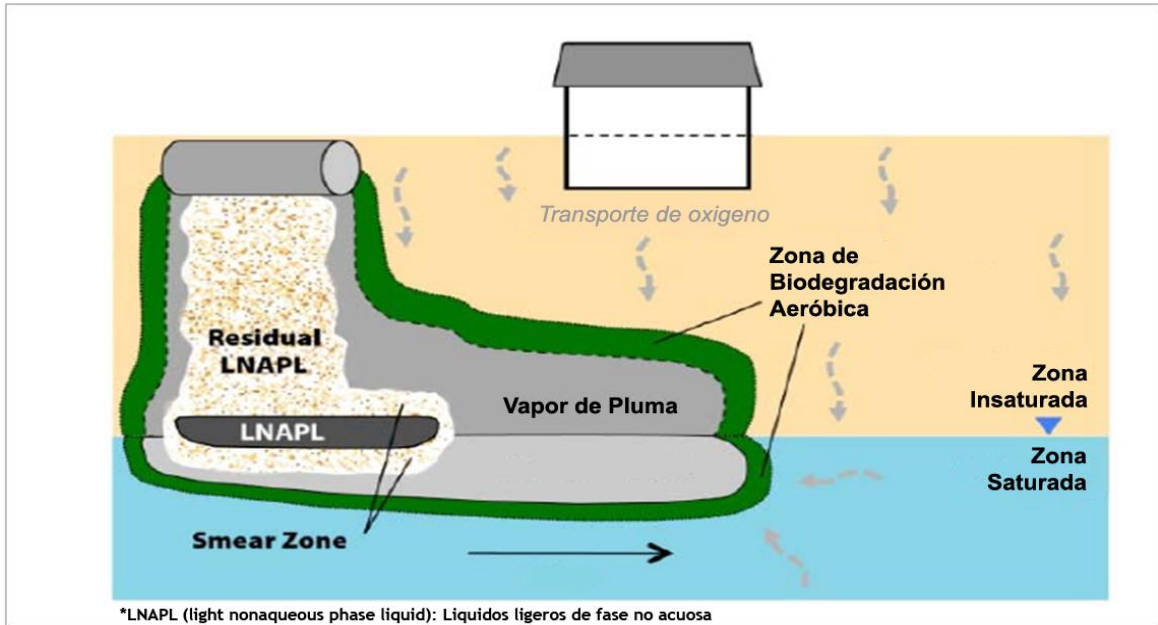 Transporte de oxigeno
Zona de
Biodegradación
Aeróbica
Residual
LNAPL
Vapor de Pluma
LNAPL
Zona
Insaturada
Zona
Saturada
Smear Zone
*LNAPL (light nonaqueous phase liquid): Liquidos ligeros de fase no acuosa